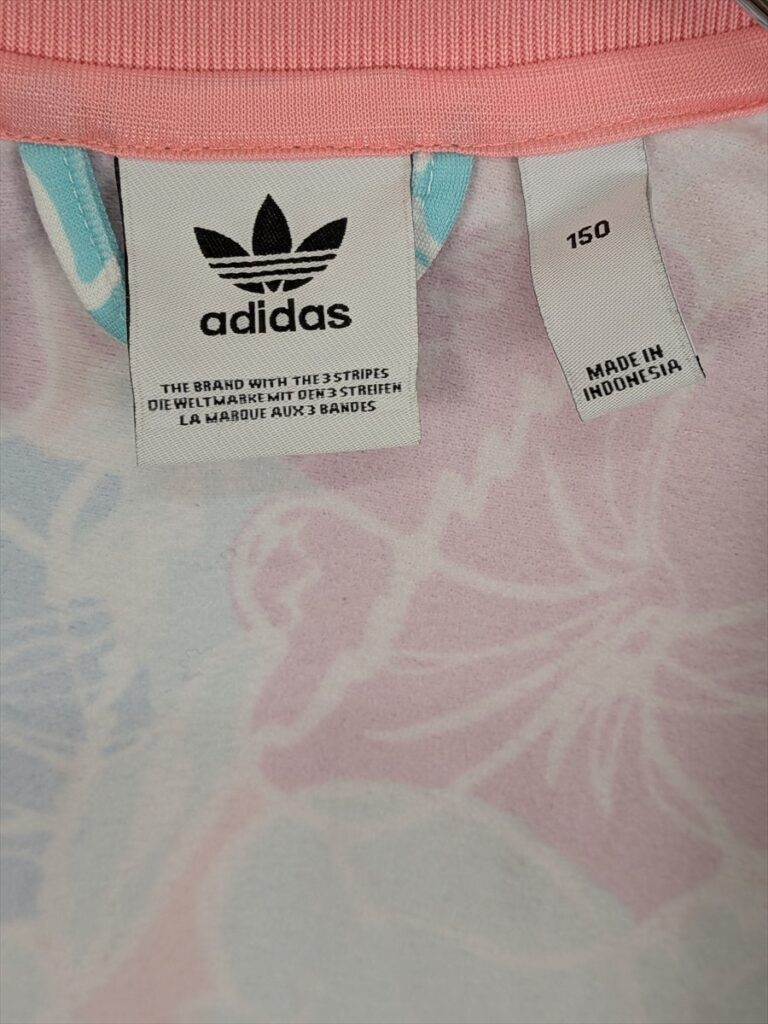 adidas
THE BRAND WITH THE 3 STRIPES
DIE WELTMARKE MIT DEN 3 STREIFEN
LA MARQUE AUX 3 BANDES
150
MADE IN
INDONESIA